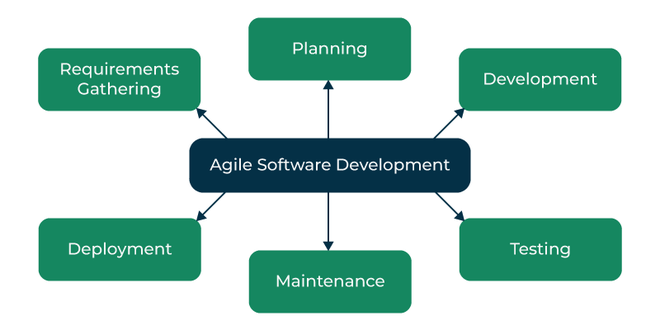 Planning
Requirements
Gathering
Development
Agile Software Development
Deployment
Testing
Maintenance